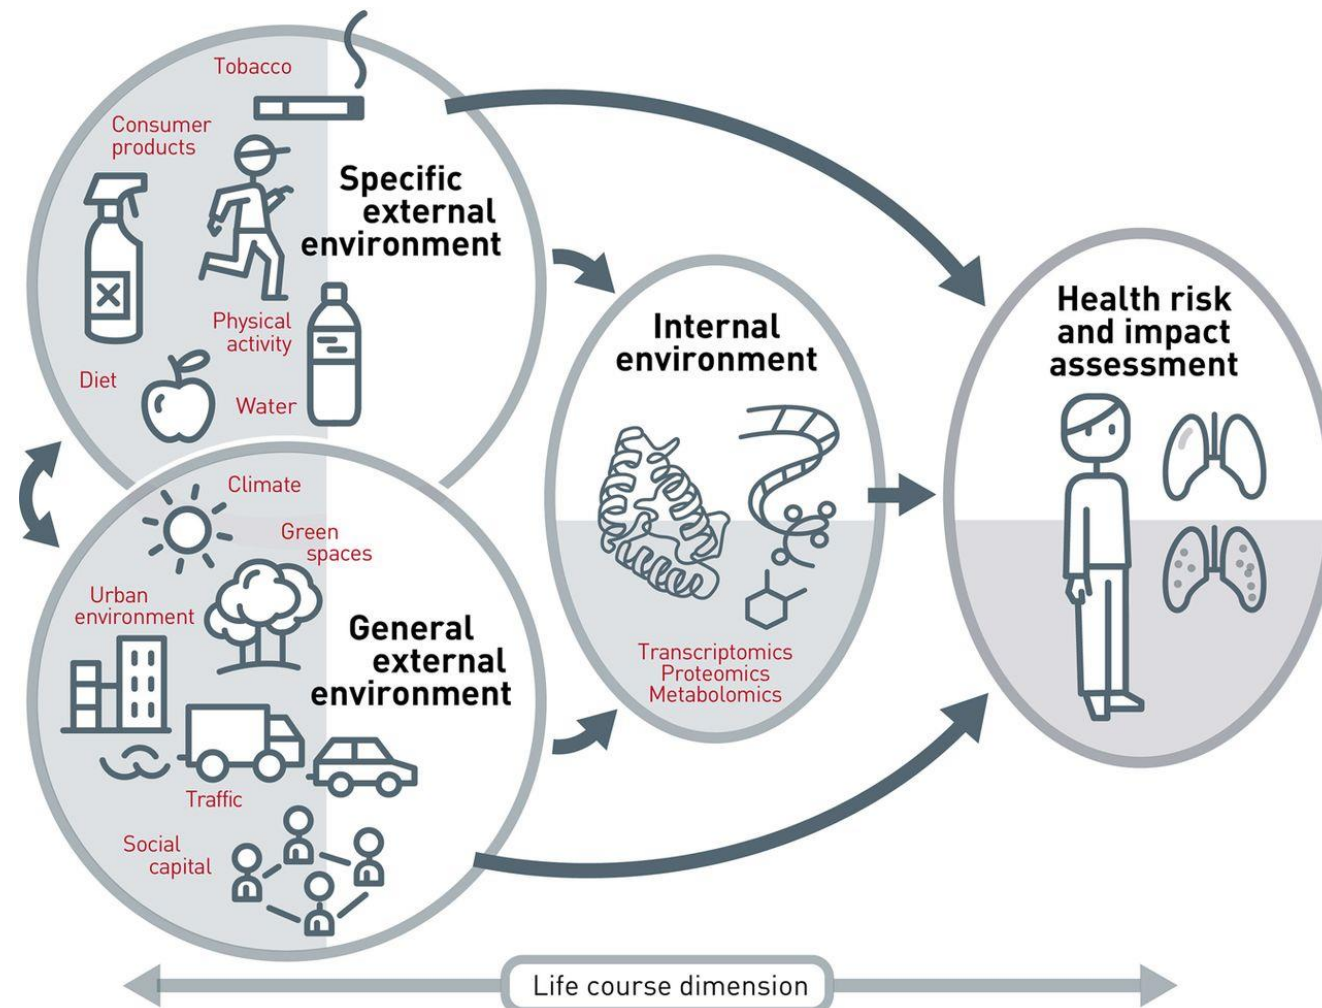 Tobacco
Consumer
products
Specific
external
environment
Physical
activity
Diet
Water
Climate
Green
spaces
Urban
environment
General
external
environment
Traffic
Social
capital
Internal
environment
Transcriptomics
Proteomics
Metabolomics
Health risk
and impact
assessment
Life course dimension